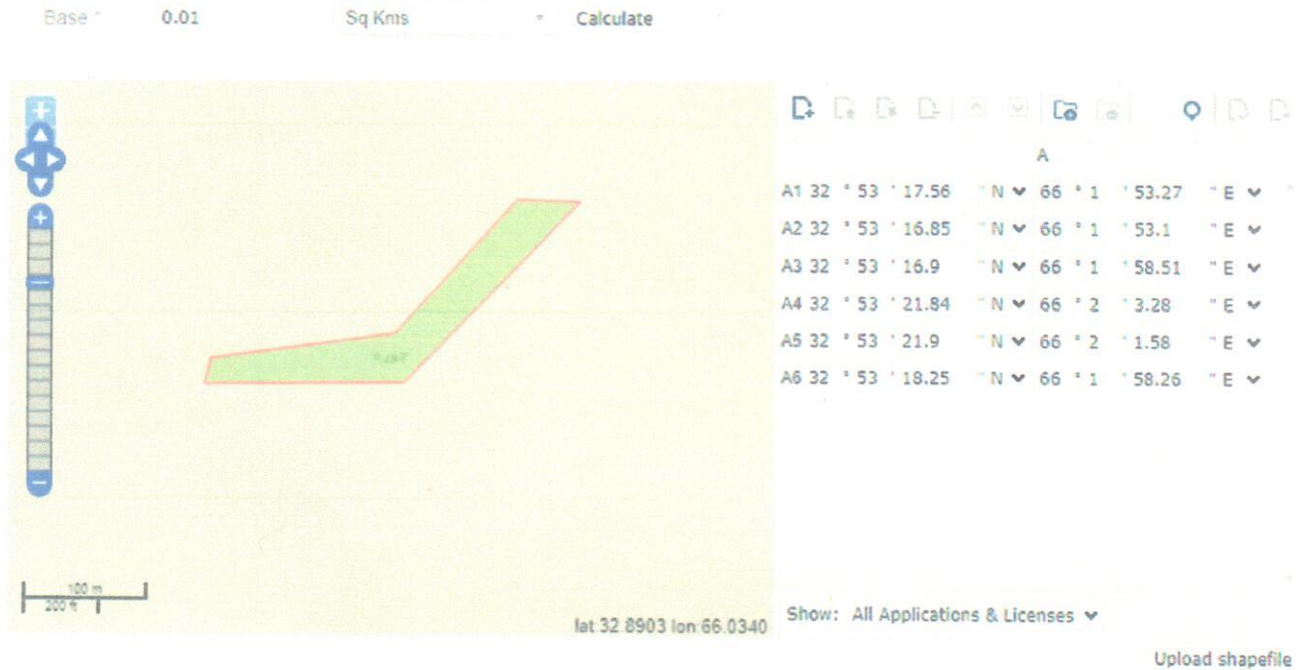 Base * 0.01 Sq Kms Calculate
A
A1 32 ° 53 ' 17.56 " N 66 ° 1 ' 53.27 " E
A2 32 ° 53 ' 16.85 " N 66 ° 1 ' 53.1 " E
A3 32 ° 53 ' 16.9 " N 66 ° 1 ' 58.51 " E
A4 32 ° 53 ' 21.84 " N 66 ° 2 ' 3.28 " E
A5 32 ° 53 ' 21.9 " N 66 ° 2 ' 1.58 " E
A6 32 ° 53 ' 18.25 " N 66 ° 1 ' 58.26 " E
100 m
200 ft
lat:32.8903 lon:66.0340
Show: All Applications & Licenses
Upload shapefile